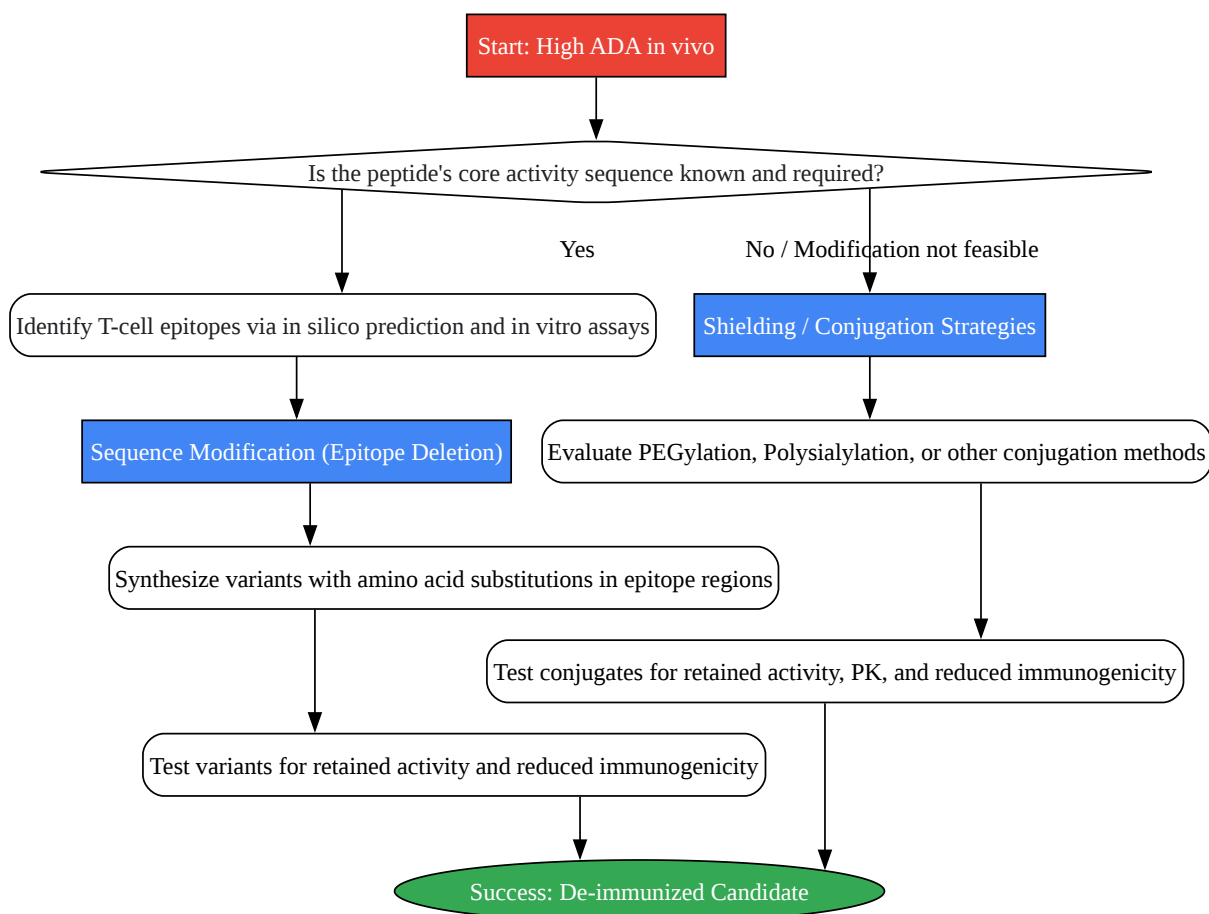 Start: High ADA in vivo
Is the peptide's core activity sequence known and required?
Yes
No / Modification not feasible
Identify T-cell epitopes via in silico prediction and in vitro assays
Shielding / Conjugation Strategies
Sequence Modification (Epitope Deletion)
Evaluate PEGylation, Polysialylation, or other conjugation methods
Synthesize variants with amino acid substitutions in epitope regions
Test conjugates for retained activity, PK, and reduced immunogenicity
Test variants for retained activity and reduced immunogenicity
Success: De-immunized Candidate